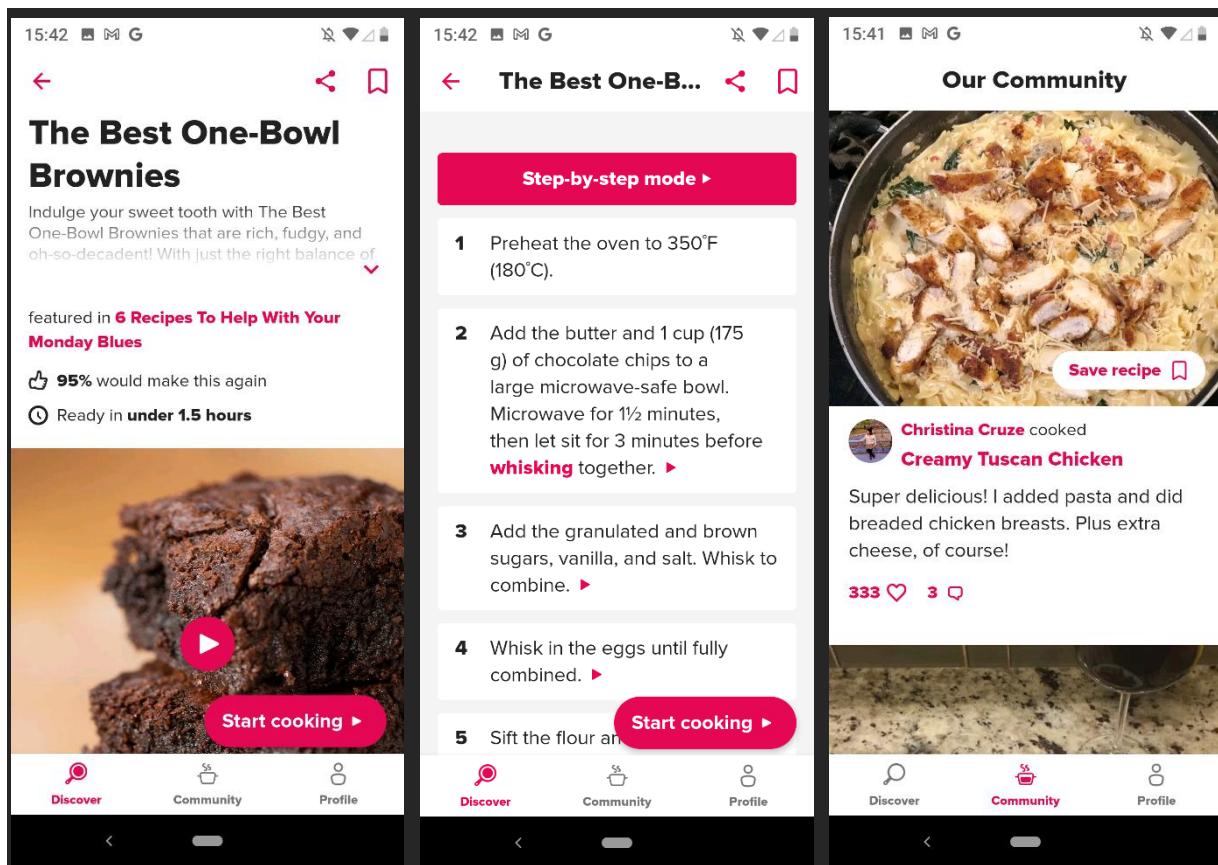 15:42 G
The Best One-Bowl
Brownies
Indulge your sweet tooth with The Best
One-Bowl Brownies that are rich, fudgy, and
oh-so-decadent! With just the right balance of
featured in 6 Recipes To Help With Your
Monday Blues
95% would make this again
Ready in under 1.5 hours
Start cooking
Discover
Community
Profile
15:42 G
The Best One-B...
Step-by-step mode
1 Preheat the oven to 350°F
(180°C).
2 Add the butter and 1 cup (175
g) of chocolate chips to a
large microwave-safe bowl.
Microwave for 1½ minutes,
then let sit for 3 minutes before
whisking together.
3 Add the granulated and brown
sugars, vanilla, and salt. Whisk to
combine.
4 Whisk in the eggs until fully
combined.
5 Sift the flour an
Start cooking
Discover
Community
Profile
15:41 G
Our Community
Save recipe
Christina Cruze cooked
Creamy Tuscan Chicken
Super delicious! I added pasta and did
breaded chicken breasts. Plus extra
cheese, of course!
333 3
Discover
Community
Profile